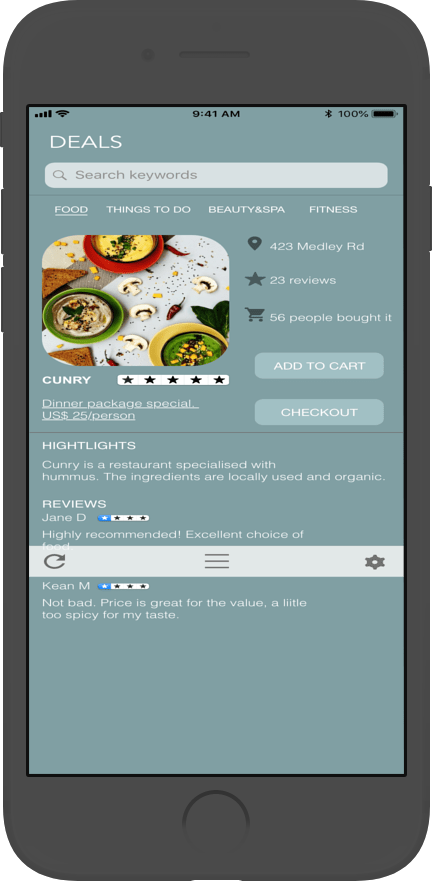 9:41 AM
100%
DEALS
Search keywords
FOOD THINGS TO DO BEAUTY&SPA FITNESS
423 Medley Rd
23 reviews
56 people bought it
ADD TO CART
CUNRY
Dinner package special.
US$ 25/person
CHECKOUT
HIGHTLIGHTS
Cunry is a restaurant specialised with
hummus. The ingredients are locally used and organic.
REVIEWS
Jane D
Highly recommended! Excellent choice of
food
Kean M
Not bad. Price is great for the value, a liitle
too spicy for my taste.